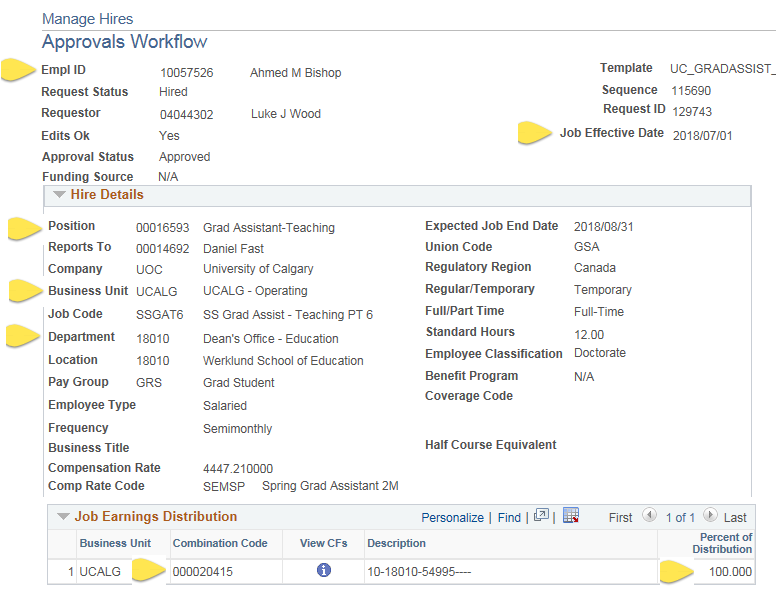 Manage Hires
Approvals Workflow
Empl ID 10057526 Ahmed M Bishop Template UC_GRADASSIST_
Request Status Hired Sequence 115690
Requestor 04044302 Luke J Wood Request ID 129743
Edits Ok Yes Job Effective Date 2018/07/01
Approval Status Approved
Funding Source N/A
Hire Details
Position 00016593 Grad Assistant-Teaching Expected Job End Date 2018/08/31
Reports To 00014692 Daniel Fast Union Code GSA
Company UOC University of Calgary Regulatory Region Canada
Business Unit UCALG UCALG - Operating Regular/Temporary Temporary
Job Code SSGAT6 SS Grad Assist - Teaching PT 6 Full/Part Time Full-Time
Department 18010 Dean's Office - Education Standard Hours 12.00
Location 18010 Werklund School of Education Employee Classification Doctorate
Pay Group GRS Grad Student Benefit Program N/A
Employee Type Salaried Coverage Code
Frequency Semimonthly
Business Title Half Course Equivalent
Compensation Rate 4447.210000
Comp Rate Code SEMSP Spring Grad Assistant 2M
Job Earnings Distribution Personalize | Find | | First 1 of 1 Last
Business Unit Combination Code View CFs Description Percent of
Distribution
1 UCALG 000020415 10-18010-54995----  100.000